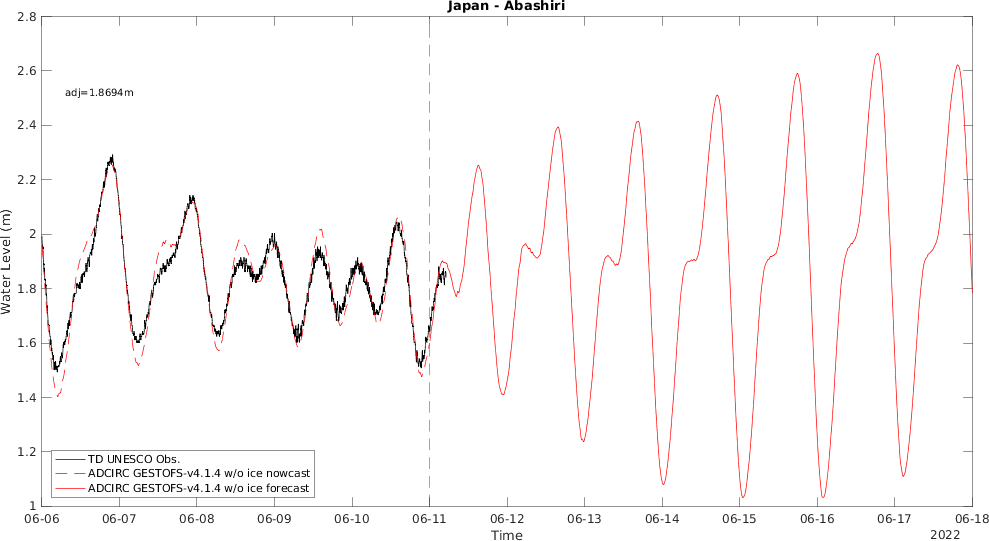 Japan - Abashiri
2.8
2.6
2.4
2.2
2
1.8
1.6
1.4
1.2
1
Water Level (m)
adj=1.8694m
TD UNESCO Obs.
ADCIRC GESTOFS-v4.1.4 w/o ice nowcast
ADCIRC GESTOFS-v4.1.4 w/o ice forecast
06-06 06-07 06-08 06-09 06-10 06-11 06-12 06-13 06-14 06-15 06-16 06-17 06-18
Time
2022